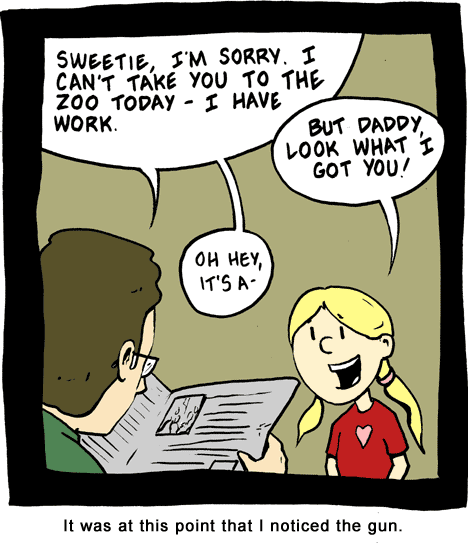 SWEETIE, I'M SORRY. I
CAN'T TAKE YOU TO THE
ZOO TODAY - I HAVE
WORK.
BUT DADDY,
LOOK WHAT I
GOT YOU!
OH HEY,
IT'S A-
It was at this point that I noticed the gun.